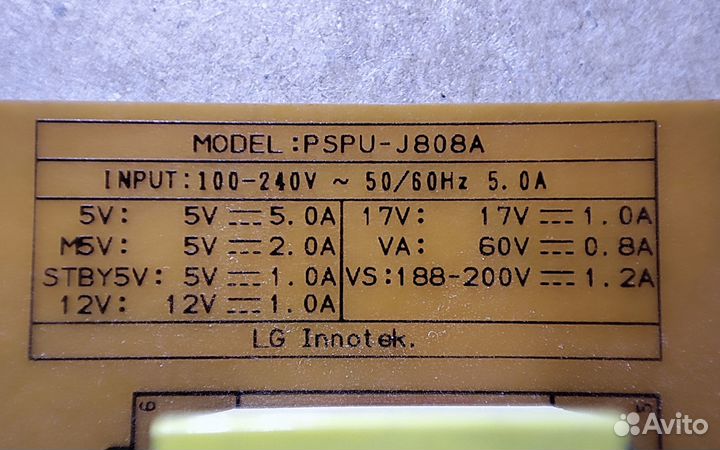 MODEL:PSPU-J808A
INPUT:100-240V ~ 50/60Hz 5.0A
5V: 5V ⎓ 5.0A
M5V: 5V ⎓ 2.0A
STBY5V: 5V ⎓ 1.0A
12V: 12V ⎓ 1.0A
17V: 17V ⎓ 1.0A
VA: 60V ⎓ 0.8A
VS:188-200V ⎓ 1.2A
LG Innotek.
9
5
Avito